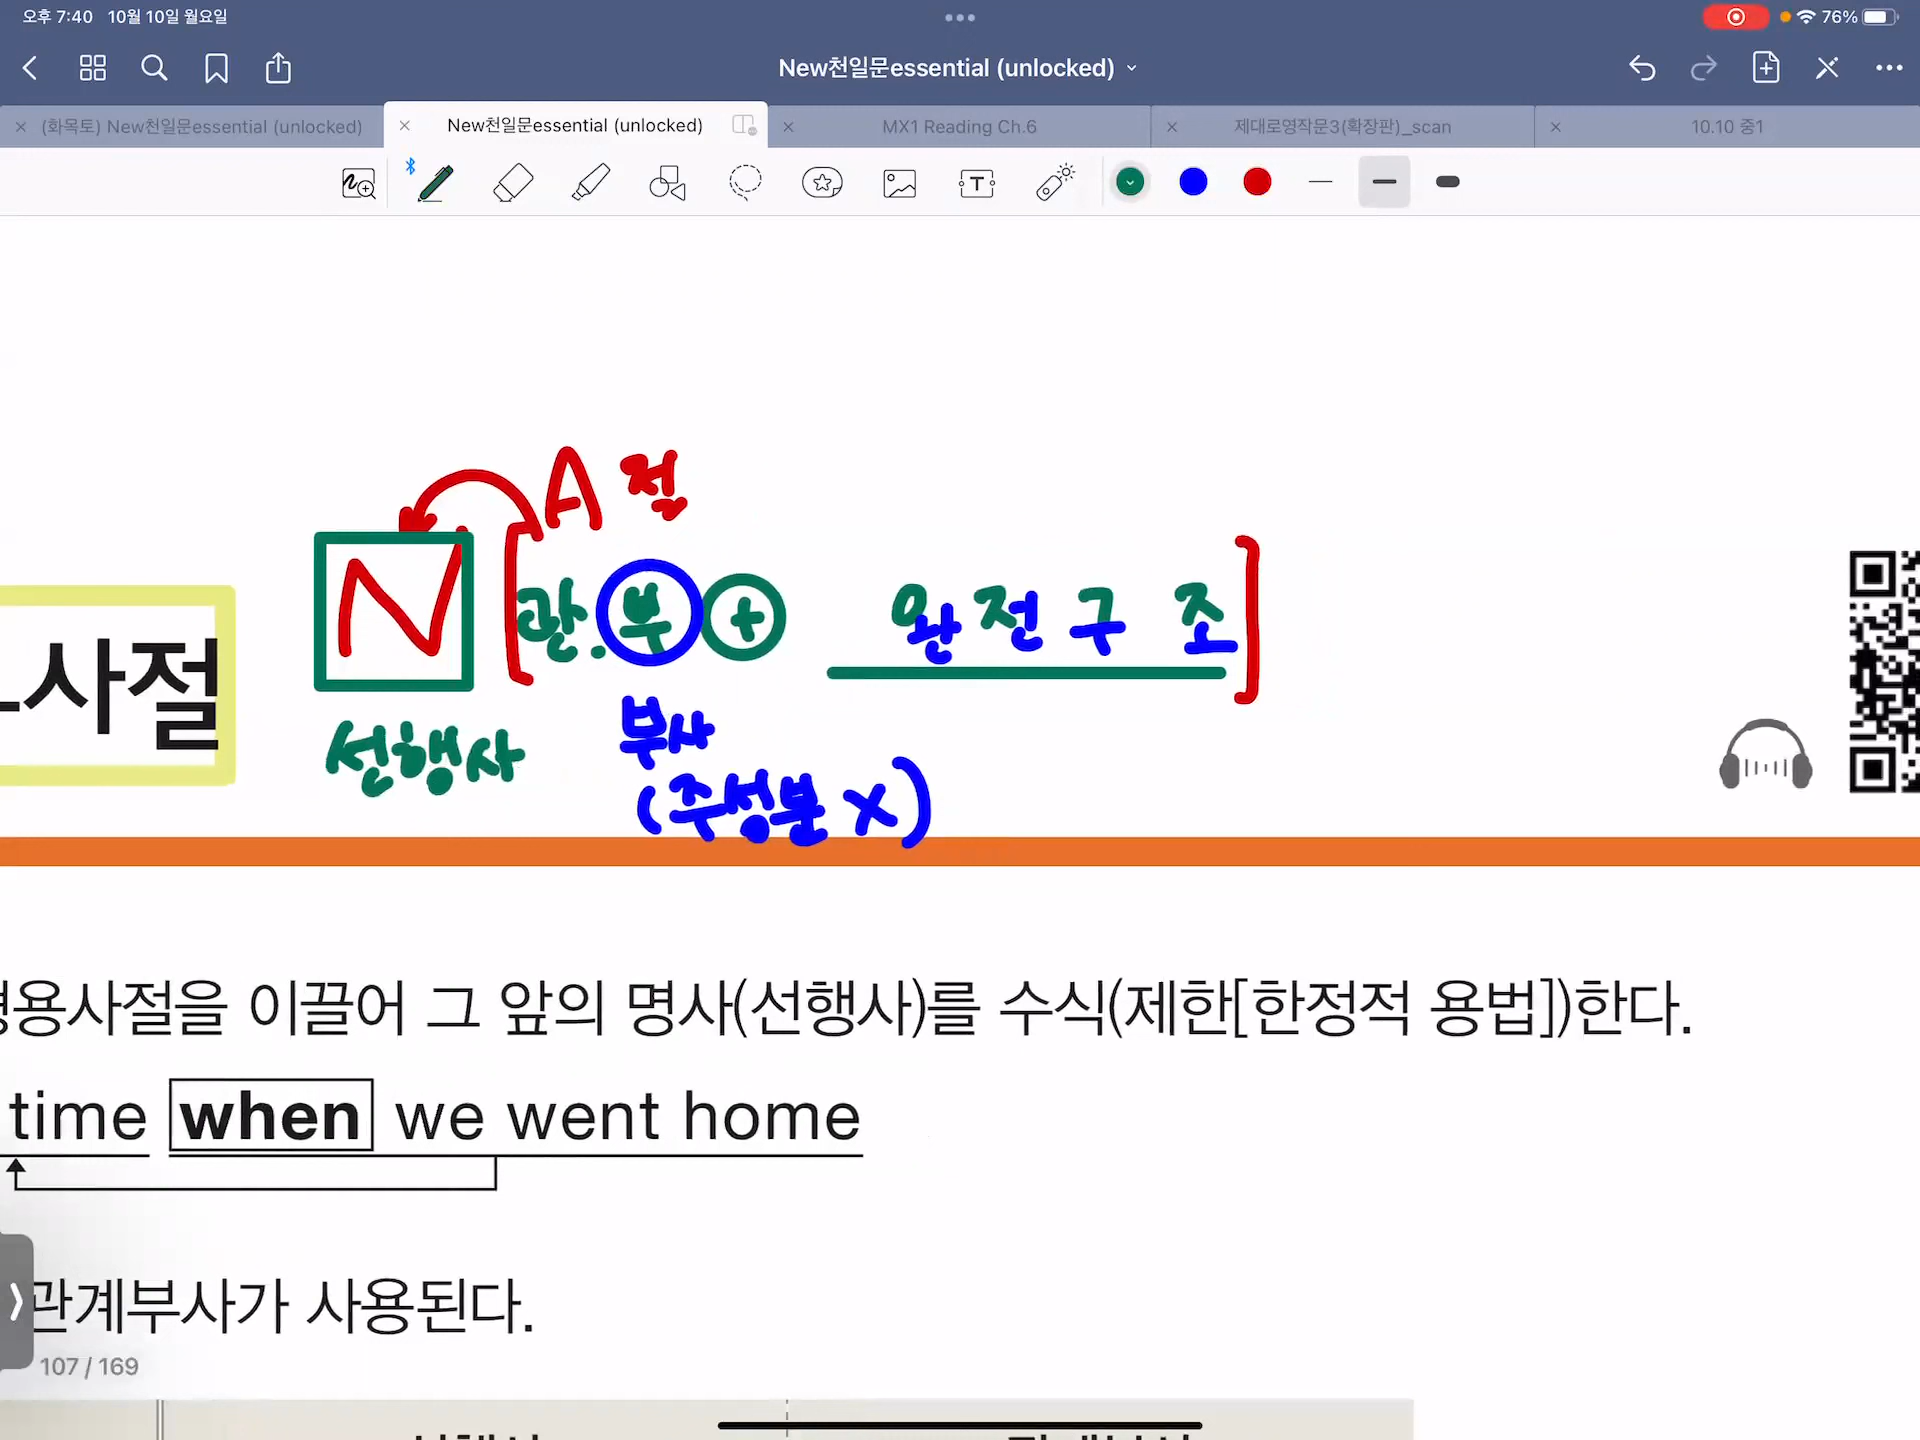 오후 7:40 10월 10일 월요일
76%
New천일문essential (unlocked)
(화목토) New천일문essential (unlocked)
New천일문essential (unlocked)
MX1 Reading Ch.6
제대로영작문3(확장판)_scan
10.10 중1
A 절
N [관.부 + 완전구조]
사절
선행사
부사
(주성분 X)
형용사절을 이끌어 그 앞의 명사(선행사)를 수식(제한[한정적 용법])한다.
time when we went home
관계부사가 사용된다.
107 / 169